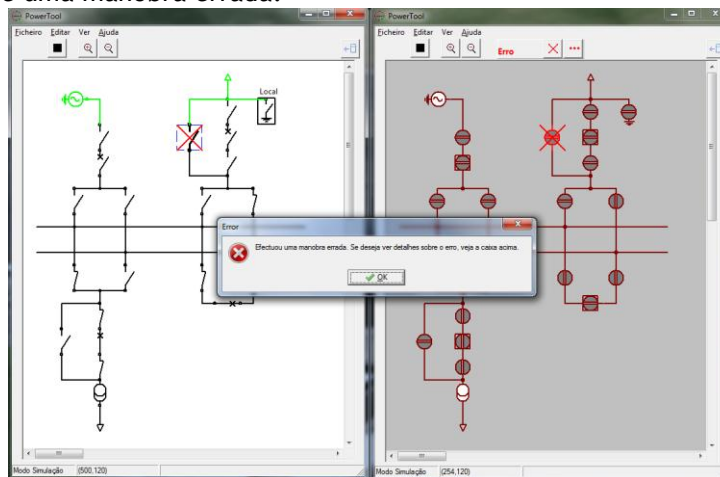 e uma manobra errada.
PowerTool
Ficheiro Editar Ver Ajuda
Local
Modo Simulação (500,120)
PowerTool
Ficheiro Editar Ver Ajuda
Erro
Modo Simulação (254,120)
Error
Efectuou uma manobra errada. Se deseja ver detalhes sobre o erro, veja a caixa acima.
OK